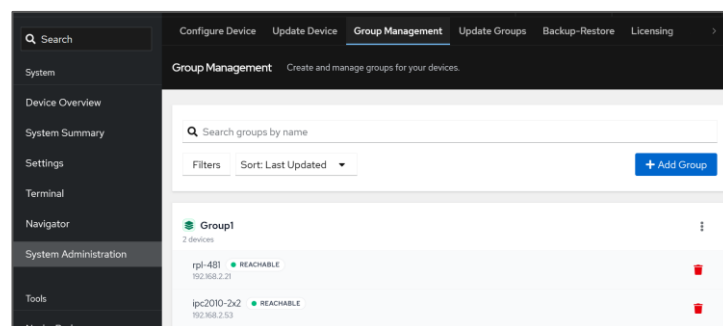 Search
System
Device Overview
System Summary
Settings
Terminal
Navigator
System Administration
Tools
Configure Device Update Device Group Management Update Groups Backup-Restore Licensing
Group Management Create and manage groups for your devices.
Search groups by name
Filters Sort: Last Updated + Add Group
Group1
2 devices
rpl-481 REACHABLE
192.168.2.21
ipc2010-2x2 REACHABLE
192.168.2.53